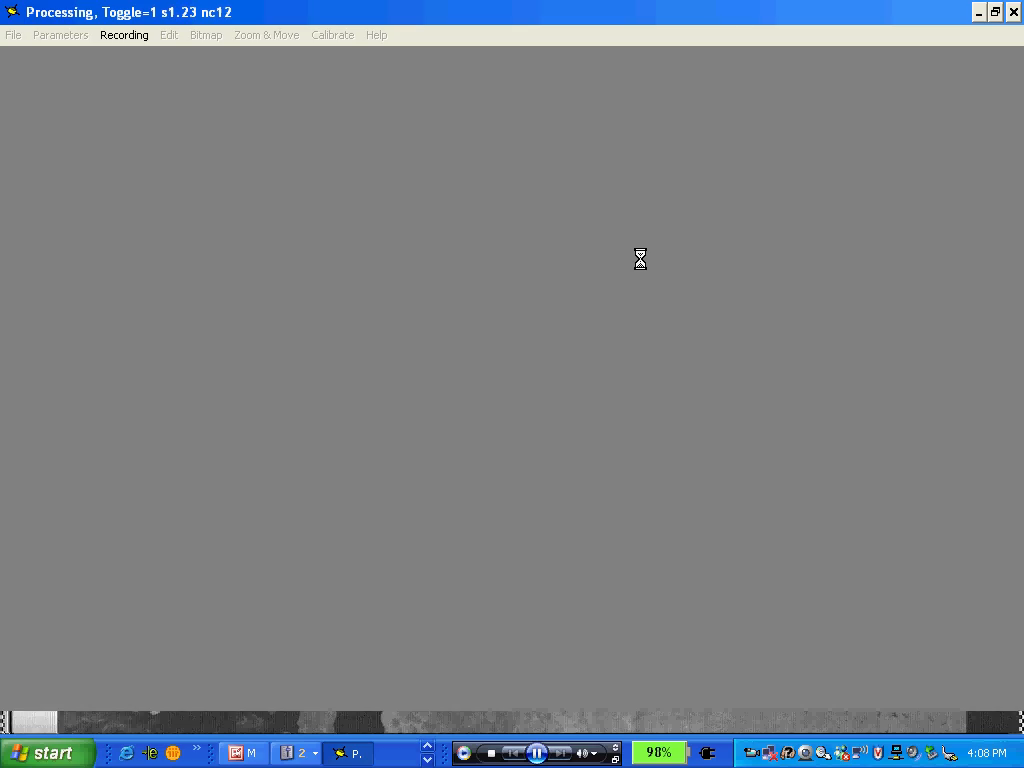 Processing, Toggle=1 s1.23 nc12
File Parameters Recording Edit Bitmap Zoom & Move Calibrate Help
start M 2 P. 98% 4:08 PM